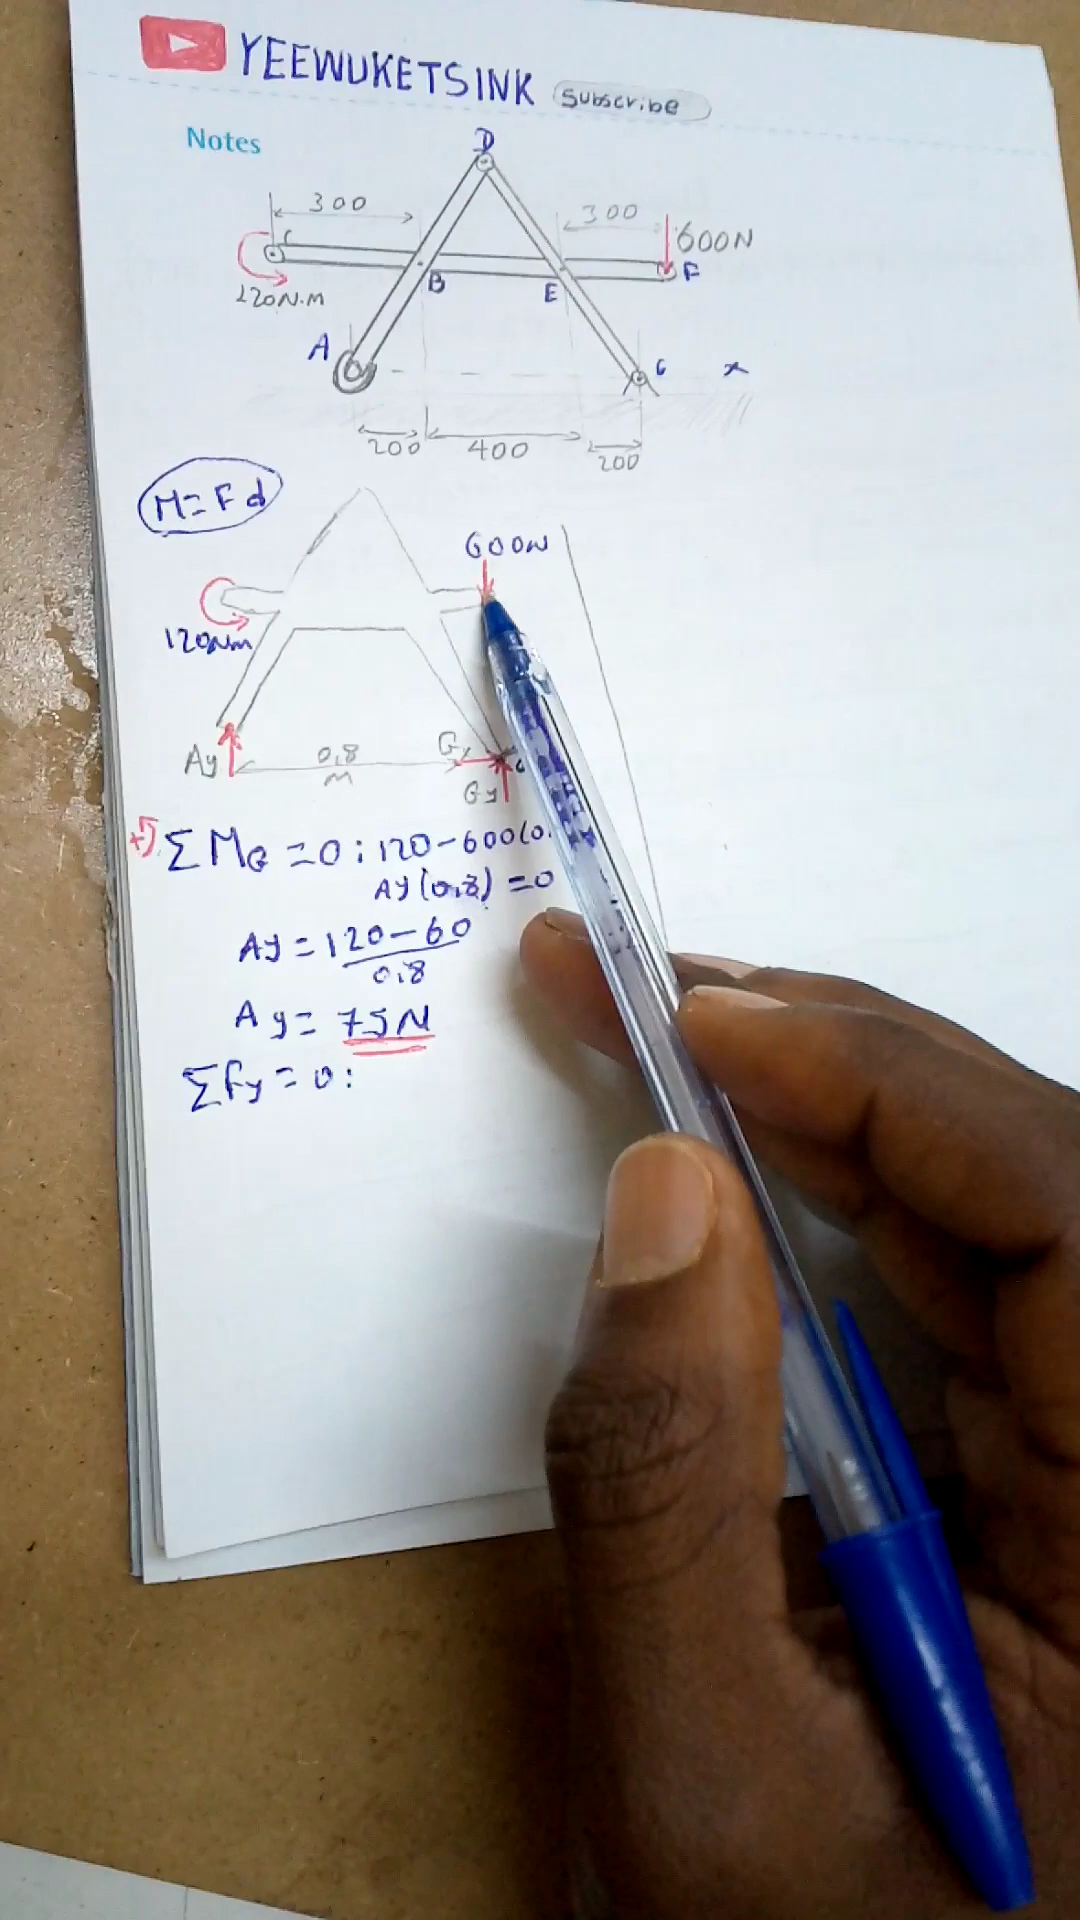 YEEWUKETSINK
Subscribe
Notes
D
300
300
600N
C
F
B
E
120N.M
A
G
x
200
400
200
M=Fd
600N
120Nm
Ay
0,8
m
Gx
Gy
+ ΣMG =0 : 120-600(0.
Ay(0,8) =0
Ay = 120-60
0.8
Ay = 75N
Σfy = 0 :